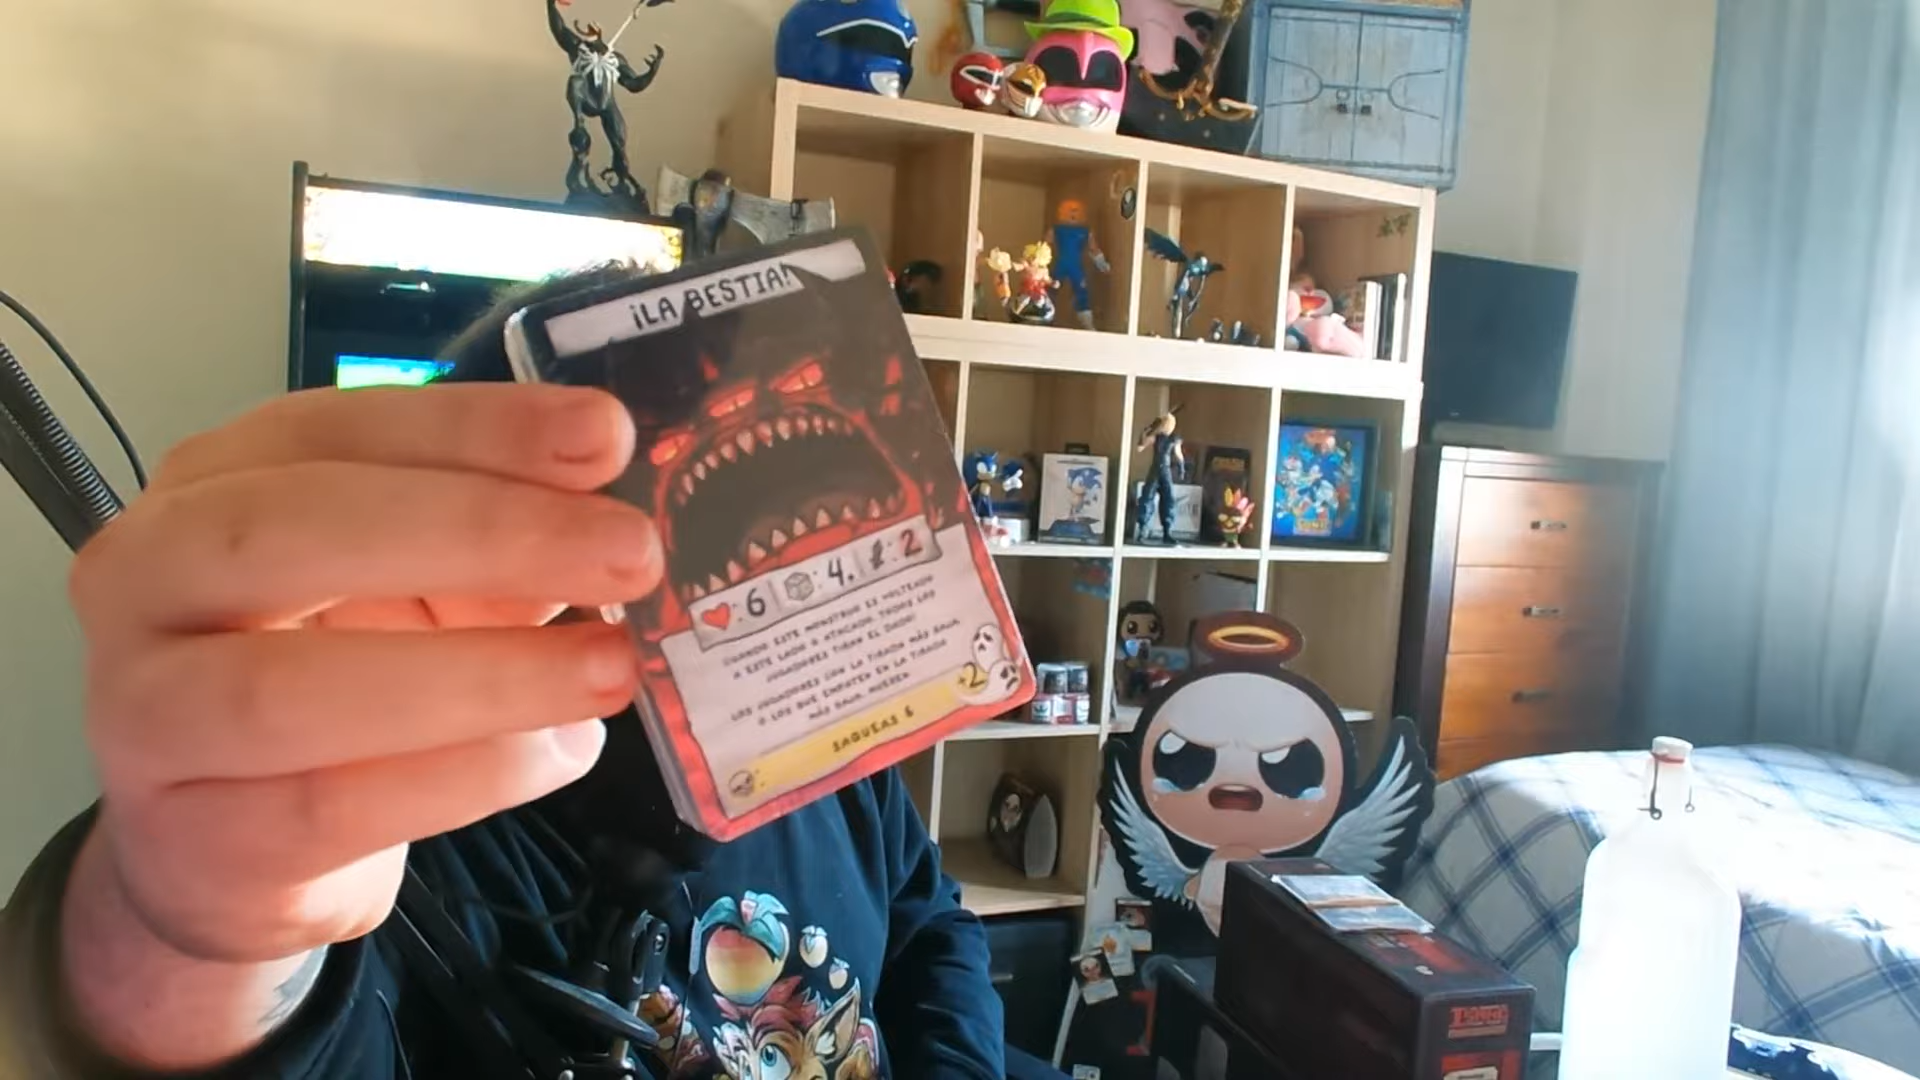 ¡LA BESTIA!
: 6 : 4+ : 2
CUANDO ESTE MONSTRUO ES VOLTEADO
A ESTE LADO O ATACADO, TODOS LOS
JUGADORES TIRAN EL DADO!
LOS JUGADORES CON LA TIRADA MÁS BAJA
O LOS QUE EMPATEN EN LA TIRADA
MÁS BAJA, MUEREN
+2
SAQUEAS 6